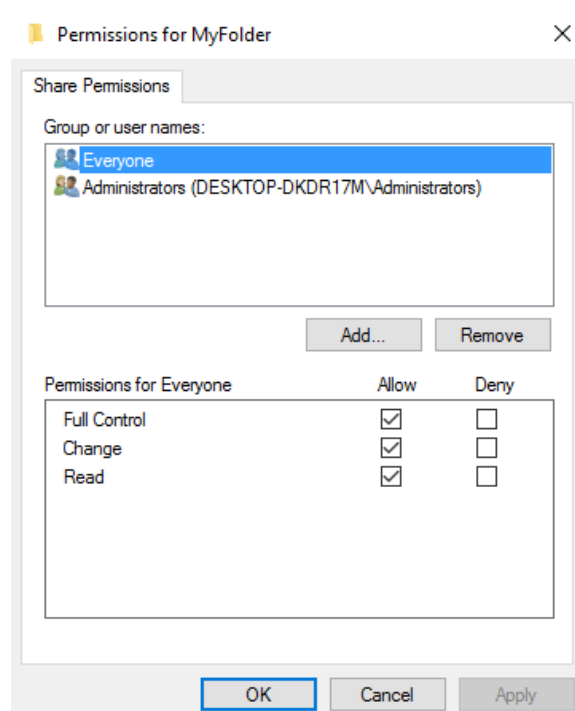 Permissions for MyFolder
Share Permissions
Group or user names:
Everyone
Administrators (DESKTOP-DKDR17M\Administrators)
Add... Remove
Permissions for Everyone Allow Deny
Full Control
Change
Read
OK Cancel Apply